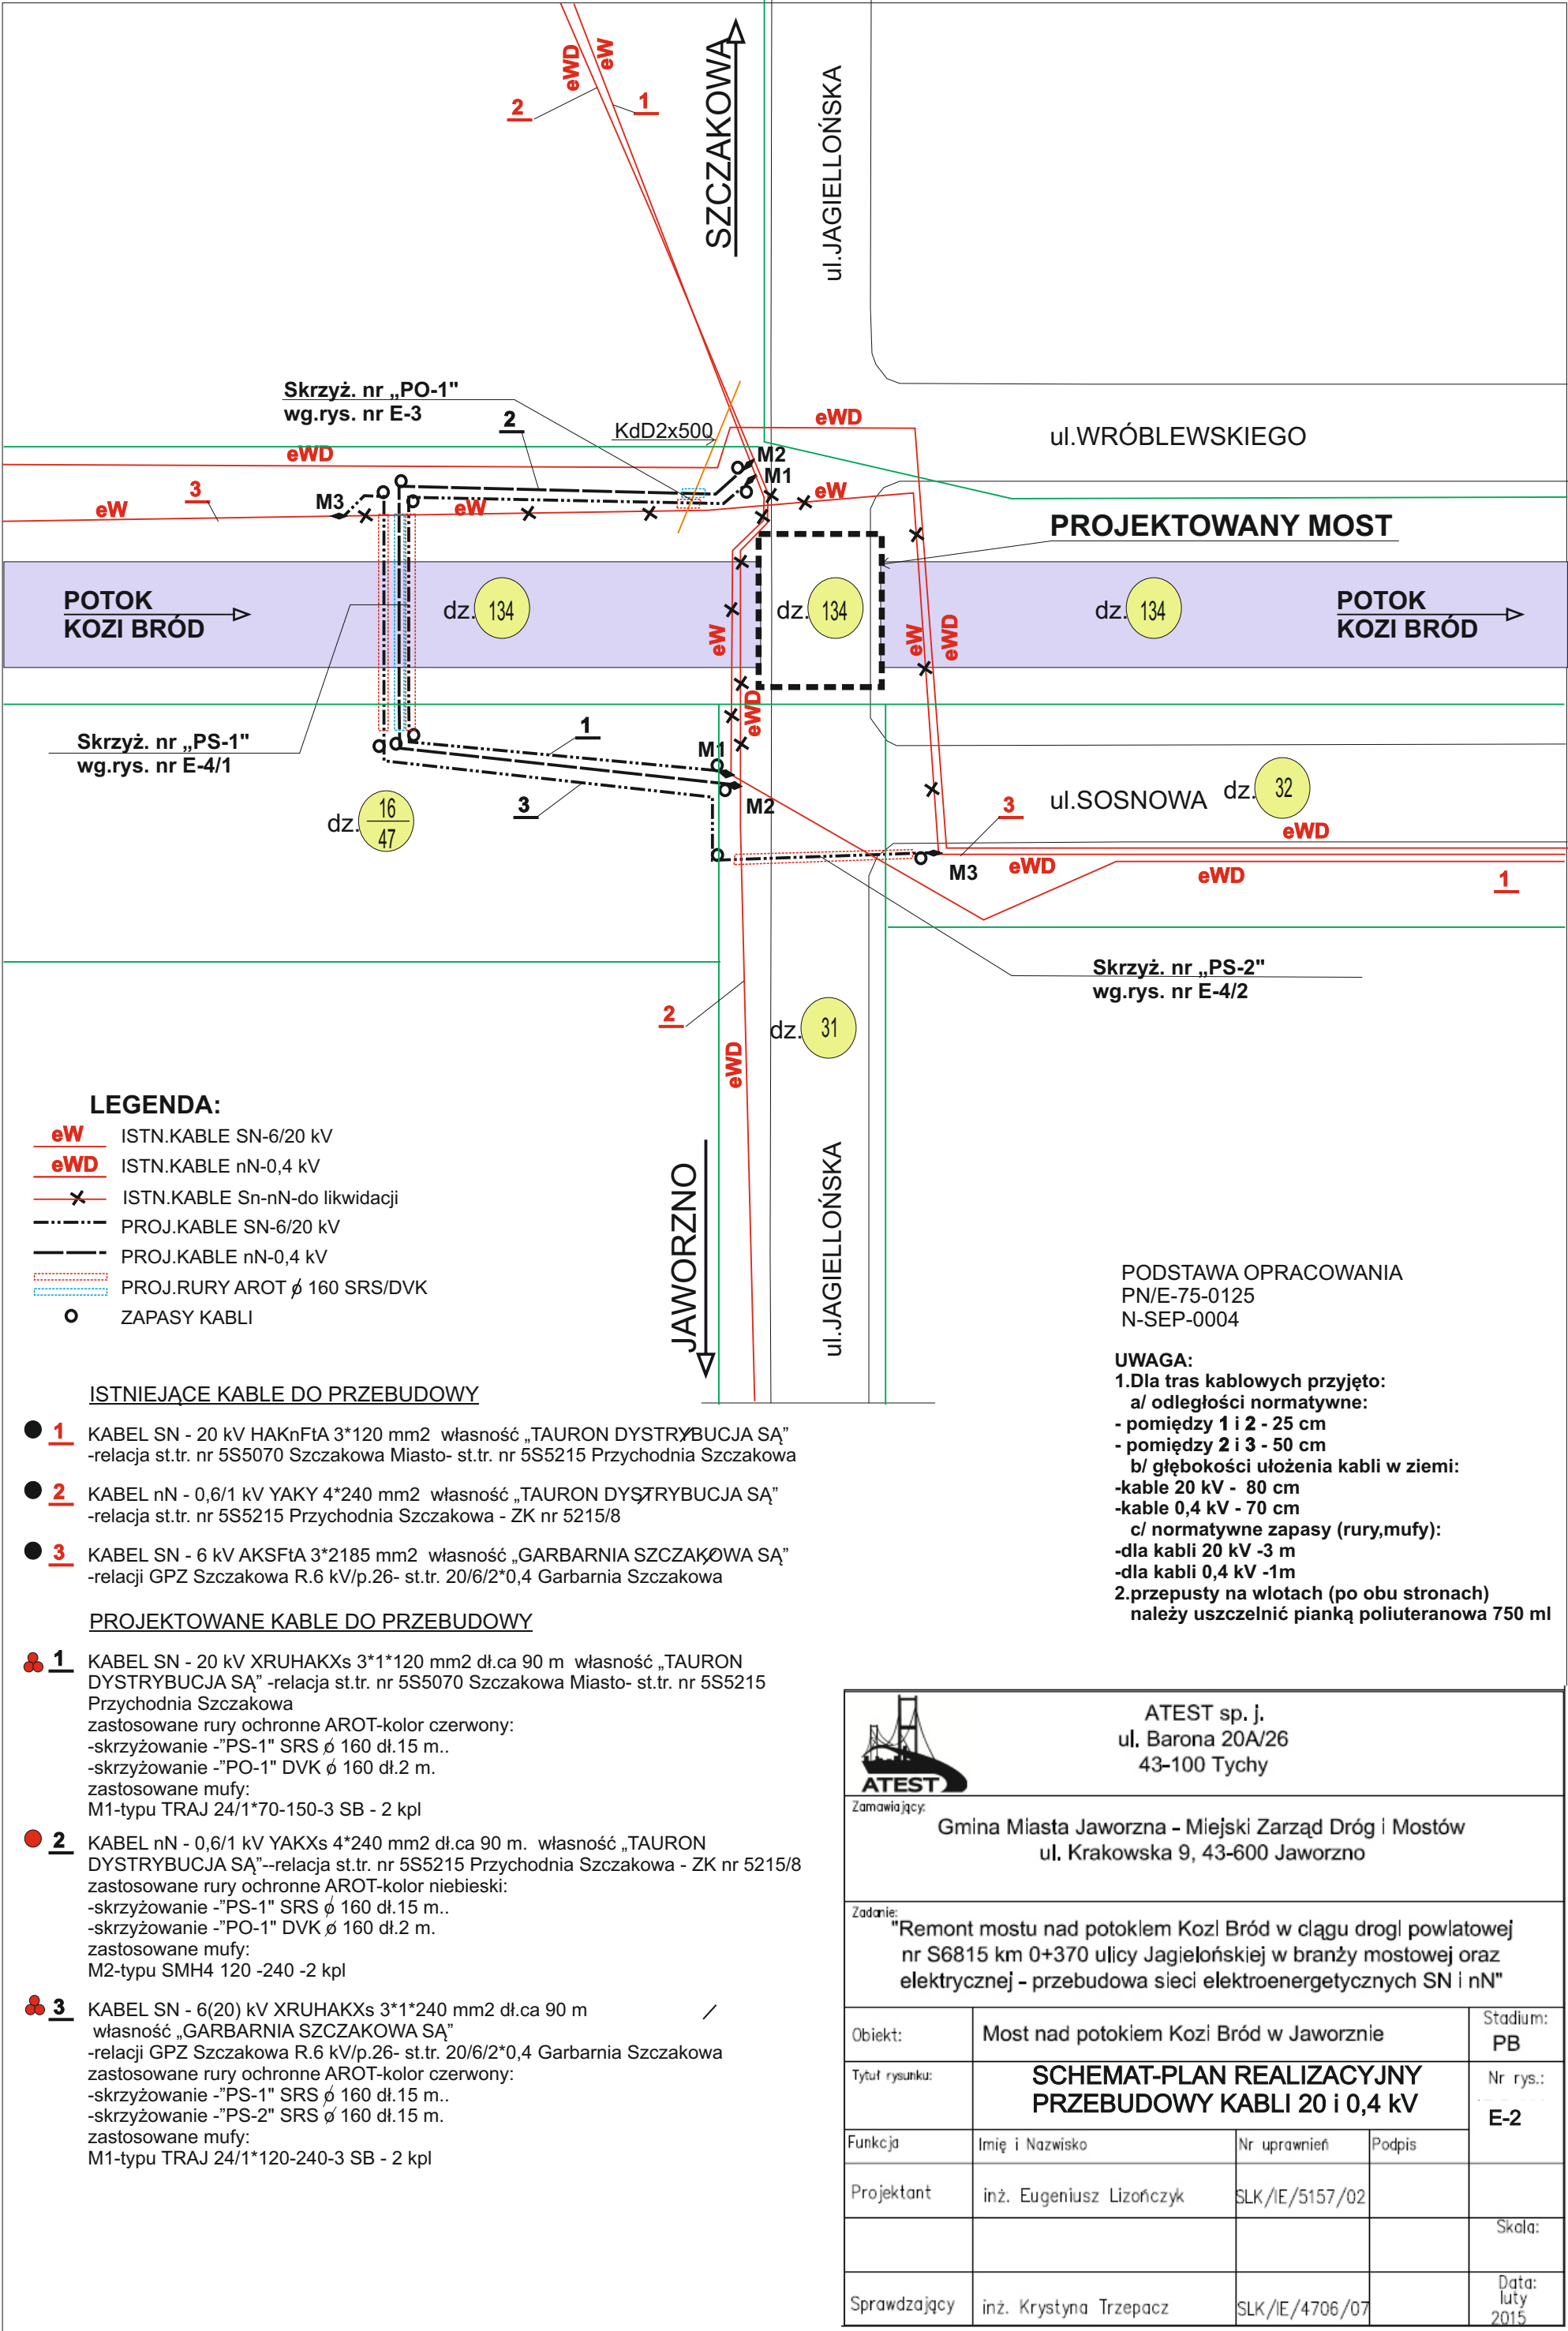 eWD
eW
2
1
SZCZAKOWA
ul.JAGIELLOŃSKA
Skrzyż. nr „PO-1"
wg.rys. nr E-3
2
KdD2x500
eWD
ul.WRÓBLEWSKIEGO
eWD
M2
M1
3
M3
eW
eW
eW
PROJEKTOWANY MOST
POTOK
KOZI BRÓD
dz. 134
dz. 134
dz. 134
POTOK
KOZI BRÓD
eW
eW
eWD
eWD
Skrzyż. nr „PS-1"
wg.rys. nr E-4/1
1
M1
M2
3
dz. 16
47
ul.SOSNOWA
dz. 32
3
eWD
M3
eWD
eWD
1
Skrzyż. nr „PS-2"
wg.rys. nr E-4/2
2
dz. 31
eWD
JAWORZNO
ul.JAGIELLOŃSKA
LEGENDA:
eW ISTN.KABLE SN-6/20 kV
eWD ISTN.KABLE nN-0,4 kV
ISTN.KABLE Sn-nN-do likwidacji
PROJ.KABLE SN-6/20 kV
PROJ.KABLE nN-0,4 kV
PROJ.RURY AROT ϕ 160 SRS/DVK
ZAPASY KABLI
PODSTAWA OPRACOWANIA
PN/E-75-0125
N-SEP-0004
UWAGA:
1.Dla tras kablowych przyjęto:
a/ odległości normatywne:
- pomiędzy 1 i 2 - 25 cm
- pomiędzy 2 i 3 - 50 cm
b/ głębokości ułożenia kabli w ziemi:
-kable 20 kV - 80 cm
-kable 0,4 kV - 70 cm
c/ normatywne zapasy (rury,mufy):
-dla kabli 20 kV -3 m
-dla kabli 0,4 kV -1m
2.przepusty na wlotach (po obu stronach)
należy uszczelnić pianką poliuteranowa 750 ml
ISTNIEJĄCE KABLE DO PRZEBUDOWY
1 KABEL SN - 20 kV HAKnFtA 3*120 mm2 własność „TAURON DYSTRYBUCJA SĄ”
-relacja st.tr. nr 5S5070 Szczakowa Miasto- st.tr. nr 5S5215 Przychodnia Szczakowa
2 KABEL nN - 0,6/1 kV YAKY 4*240 mm2 własność „TAURON DYSTRYBUCJA SĄ”
-relacja st.tr. nr 5S5215 Przychodnia Szczakowa - ZK nr 5215/8
3 KABEL SN - 6 kV AKSFtA 3*2185 mm2 własność „GARBARNIA SZCZAKOWA SĄ”
-relacji GPZ Szczakowa R.6 kV/p.26- st.tr. 20/6/2*0,4 Garbarnia Szczakowa
PROJEKTOWANE KABLE DO PRZEBUDOWY
1 KABEL SN - 20 kV XRUHAKXs 3*1*120 mm2 dł.ca 90 m własność „TAURON
DYSTRYBUCJA SĄ” -relacja st.tr. nr 5S5070 Szczakowa Miasto- st.tr. nr 5S5215
Przychodnia Szczakowa
zastosowane rury ochronne AROT-kolor czerwony:
-skrzyżowanie -”PS-1" SRS ϕ 160 dł.15 m..
-skrzyżowanie -”PO-1" DVK ϕ 160 dł.2 m.
zastosowane mufy:
M1-typu TRAJ 24/1*70-150-3 SB - 2 kpl
2 KABEL nN - 0,6/1 kV YAKXs 4*240 mm2 dł.ca 90 m. własność „TAURON
DYSTRYBUCJA SĄ”--relacja st.tr. nr 5S5215 Przychodnia Szczakowa - ZK nr 5215/8
zastosowane rury ochronne AROT-kolor niebieski:
-skrzyżowanie -”PS-1" SRS ϕ 160 dł.15 m..
-skrzyżowanie -”PO-1" DVK ϕ 160 dł.2 m.
zastosowane mufy:
M2-typu SMH4 120 -240 -2 kpl
3 KABEL SN - 6(20) kV XRUHAKXs 3*1*240 mm2 dł.ca 90 m
własność „GARBARNIA SZCZAKOWA SĄ”
-relacji GPZ Szczakowa R.6 kV/p.26- st.tr. 20/6/2*0,4 Garbarnia Szczakowa
zastosowane rury ochronne AROT-kolor czerwony:
-skrzyżowanie -”PS-1" SRS ϕ 160 dł.15 m..
-skrzyżowanie -”PS-2" SRS ϕ 160 dł.15 m.
zastosowane mufy:
M1-typu TRAJ 24/1*120-240-3 SB - 2 kpl
ATEST
ATEST sp. j.
ul. Barona 20A/26
43-100 Tychy
Zamawiający:
Gmina Miasta Jaworzna - Miejski Zarząd Dróg i Mostów
ul. Krakowska 9, 43-600 Jaworzno
Zadanie:
"Remont mostu nad potokiem Kozi Bród w ciągu drogi powiatowej
nr S6815 km 0+370 ulicy Jagielońskiej w branży mostowej oraz
elektrycznej - przebudowa sieci elektroenergetycznych SN i nN"
Obiekt: Most nad potokiem Kozi Bród w Jaworznie
Stadium:
PB
Tytuł rysunku:
SCHEMAT-PLAN REALIZACYJNY
PRZEBUDOWY KABLI 20 i 0,4 kV
Nr rys.:
E-2
Funkcja Imię i Nazwisko Nr uprawnień Podpis
Projektant inż. Eugeniusz Lizończyk SLK/IE/5157/02
Skala:
Sprawdzający inż. Krystyna Trzepacz SLK/IE/4706/07
Data:
luty
2015